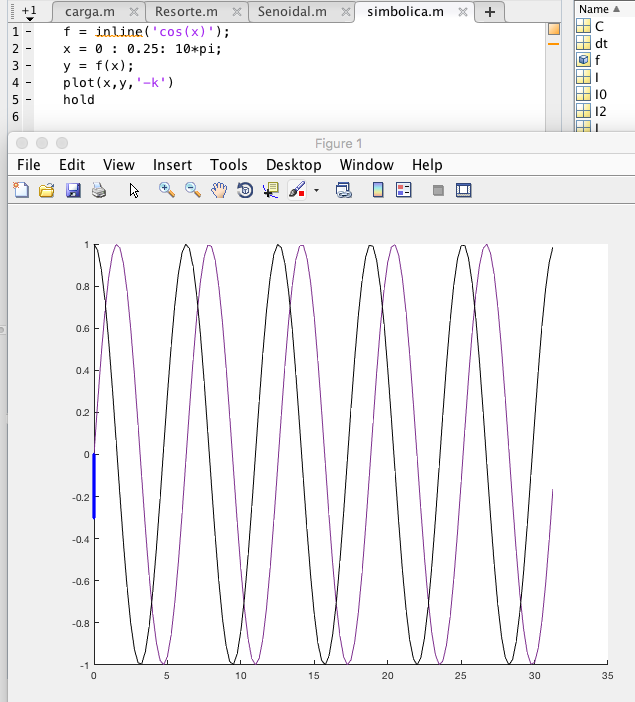 +1 carga.m Resorte.m Senoidal.m simbolica.m +
1 f = inline('cos(x)');
2 x = 0 : 0.25: 10*pi;
3 y = f(x);
4 plot(x,y,'-k')
5 hold
6
Name
C
dt
f
I
I0
I2
Figure 1
File Edit View Insert Tools Desktop Window Help
1
0.8
0.6
0.4
0.2
0
-0.2
-0.4
-0.6
-0.8
-1
0 5 10 15 20 25 30 35